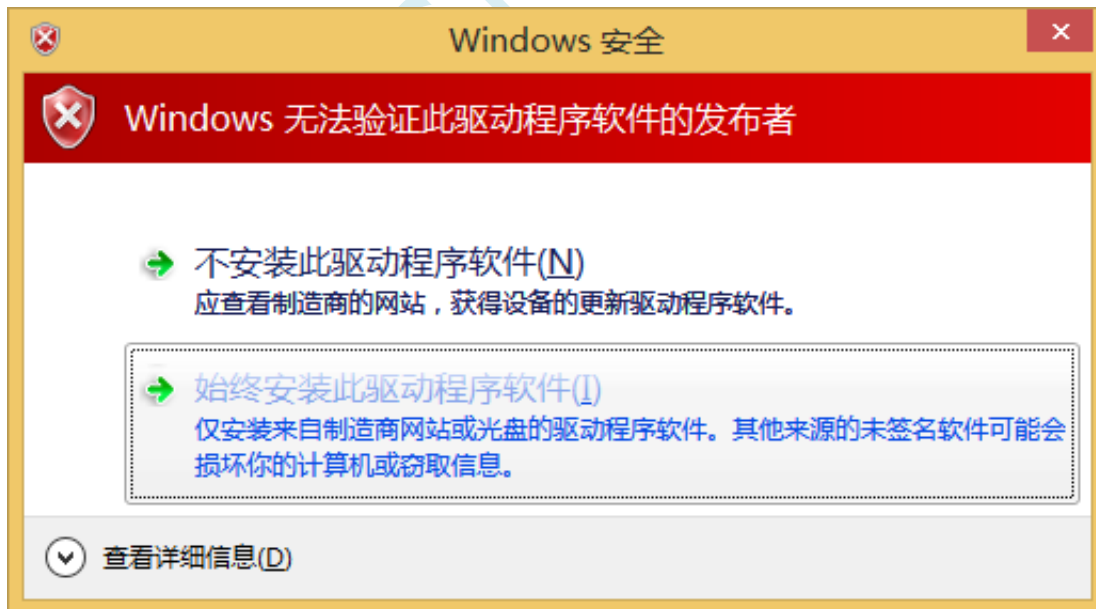 Windows 安全
Windows 无法验证此驱动程序软件的发布者
不安装此驱动程序软件(N)
应查看制造商的网站，获得设备的更新驱动程序软件。
始终安装此驱动程序软件(I)
仅安装来自制造商网站或光盘的驱动程序软件。其他来源的未签名软件可能会
损坏你的计算机或窃取信息。
查看详细信息(D)